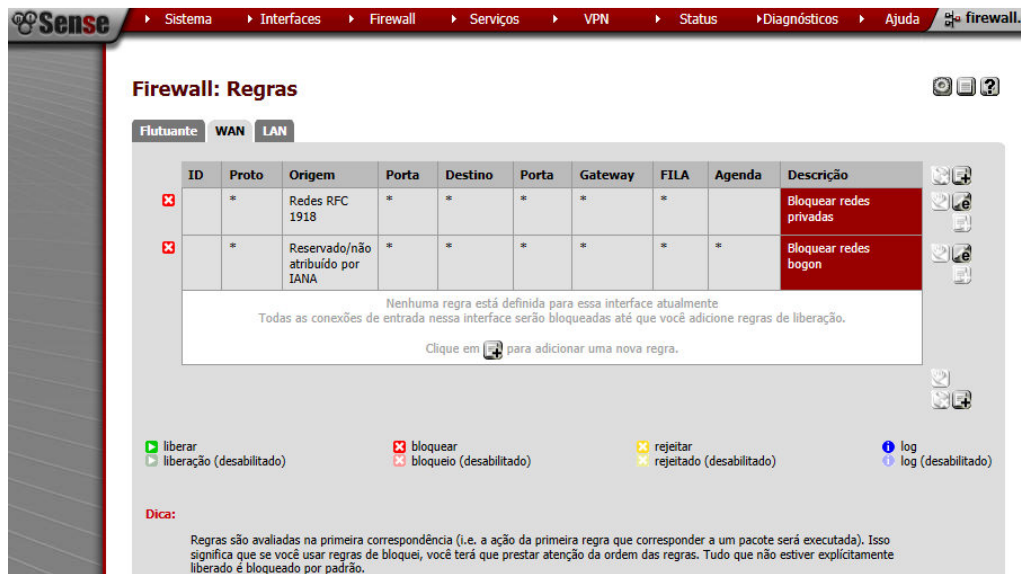 Sense
Sistema Interfaces Firewall Serviços VPN Status Diagnósticos Ajuda firewall.
Firewall: Regras
Flutuante WAN LAN
ID Proto Origem Porta Destino Porta Gateway FILA Agenda Descrição
* Redes RFC * * * * * Bloquear redes
1918 privadas
* Reservado/não * * * * * * Bloquear redes
atribuído por bogon
IANA
Nenhuma regra está definida para essa interface atualmente
Todas as conexões de entrada nessa interface serão bloqueadas até que você adicione regras de liberação.
Clique em para adicionar uma nova regra.
liberar bloquear rejeitar log
liberação (desabilitado) bloqueio (desabilitado) rejeitado (desabilitado) log (desabilitado)
Dica:
Regras são avaliadas na primeira correspondência (i.e. a ação da primeira regra que corresponder a um pacote será executada). Isso
significa que se você usar regras de bloquei, você terá que prestar atenção da ordem das regras. Tudo que não estiver explícitamente
liberado é bloqueado por padrão.